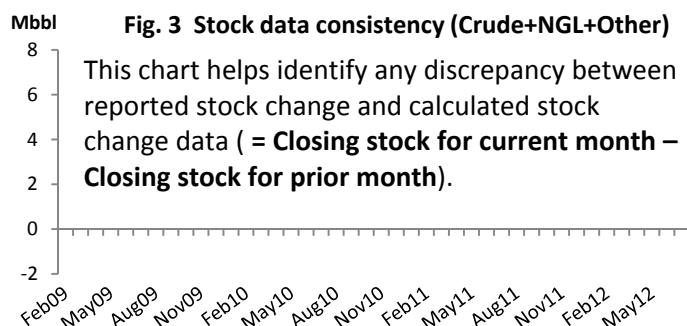 Mbbl
Fig. 3 Stock data consistency (Crude+NGL+Other)
8
This chart helps identify any discrepancy between
6
reported stock change and calculated stock
4
change data ( = Closing stock for current month –
2
Closing stock for prior month).
0
-2
Feb09 May09 Aug09 Nov09 Feb10 May10 Aug10 Nov10 Feb11 May11 Aug11 Nov11 Feb12 May12